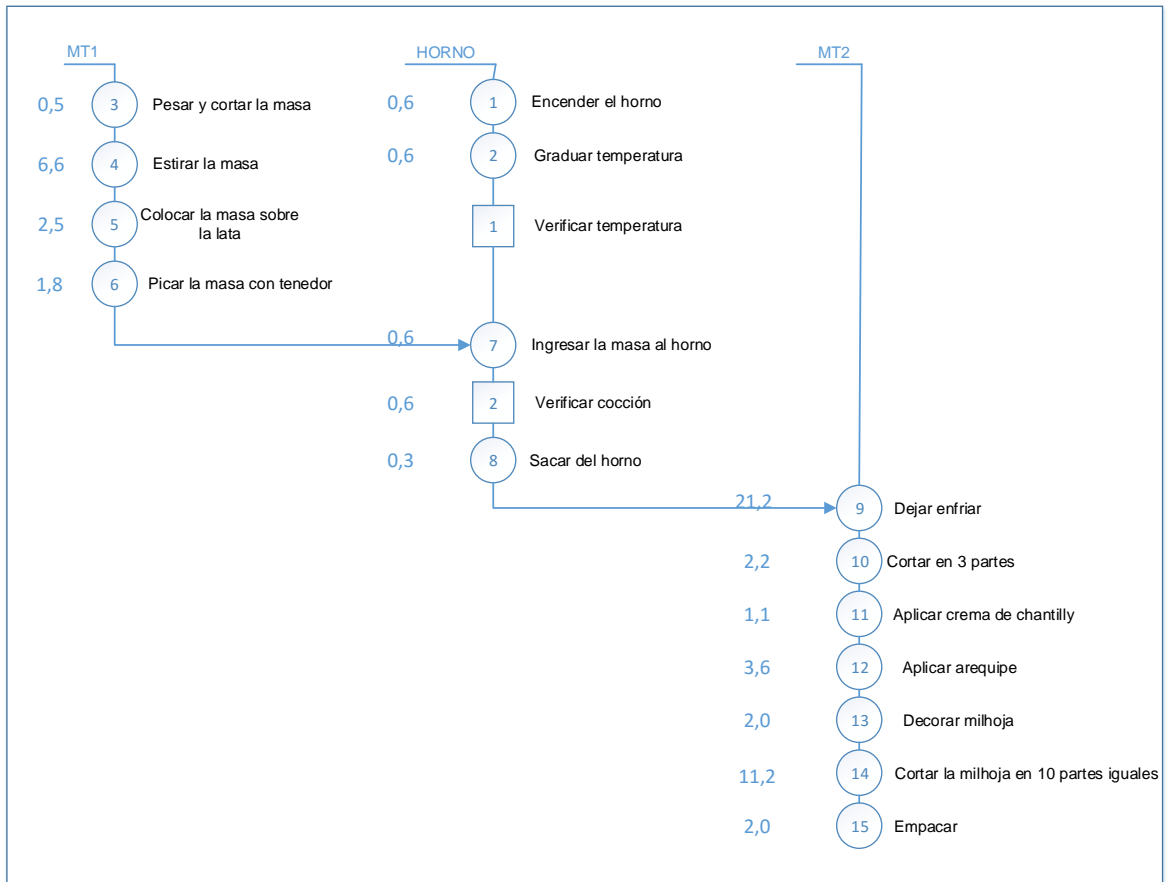 MT1
0,5
3
Pesar y cortar la masa
6,6
4
Estirar la masa
2,5
5
Colocar la masa sobre
la lata
1,8
6
Picar la masa con tenedor
HORNO
0,6
1
Encender el horno
0,6
2
Graduar temperatura
1
Verificar temperatura
0,6
7
Ingresar la masa al horno
0,6
2
Verificar cocción
0,3
8
Sacar del horno
MT2
21,2
9
Dejar enfriar
2,2
10
Cortar en 3 partes
1,1
11
Aplicar crema de chantilly
3,6
12
Aplicar arequipe
2,0
13
Decorar milhoja
11,2
14
Cortar la milhoja en 10 partes iguales
2,0
15
Empacar